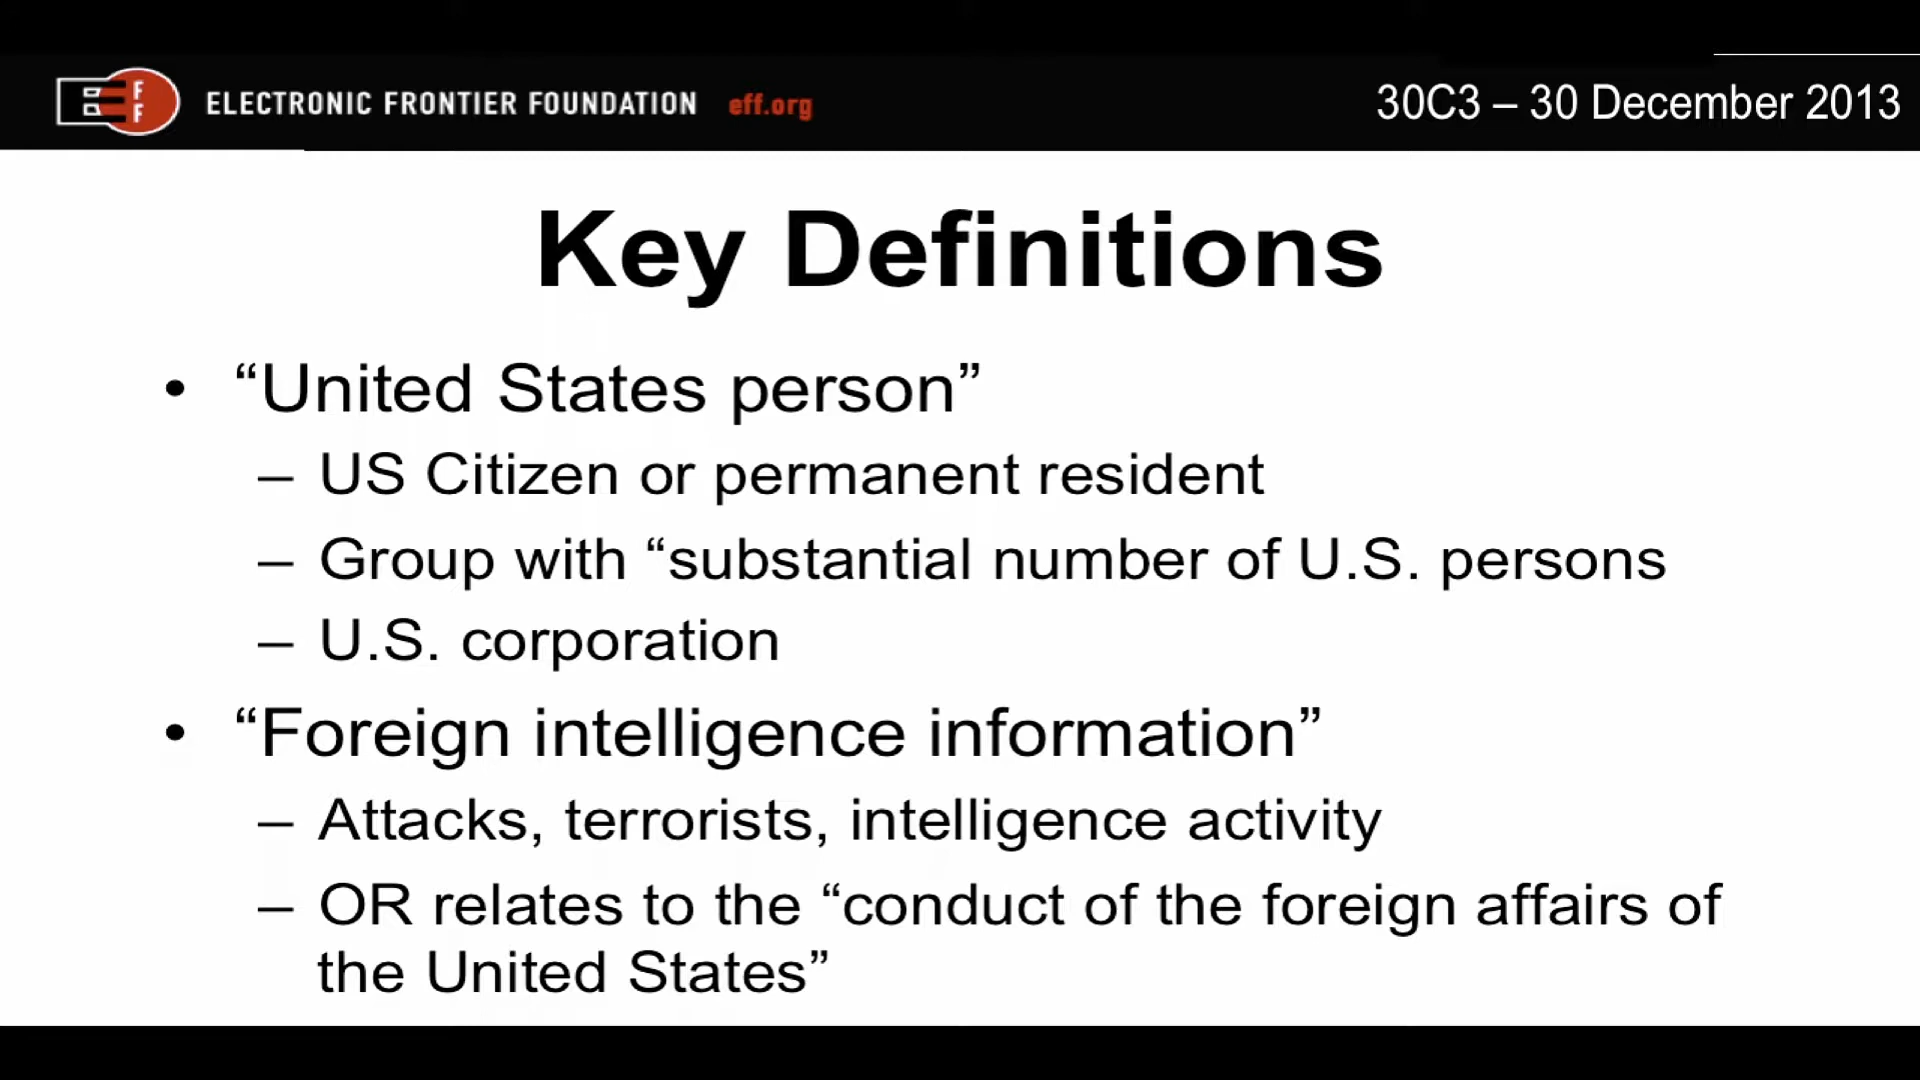 EFF ELECTRONIC FRONTIER FOUNDATION eff.org
30C3 – 30 December 2013
Key Definitions
• “United States person”
– US Citizen or permanent resident
– Group with “substantial number of U.S. persons
– U.S. corporation
• “Foreign intelligence information”
– Attacks, terrorists, intelligence activity
– OR relates to the “conduct of the foreign affairs of
the United States”